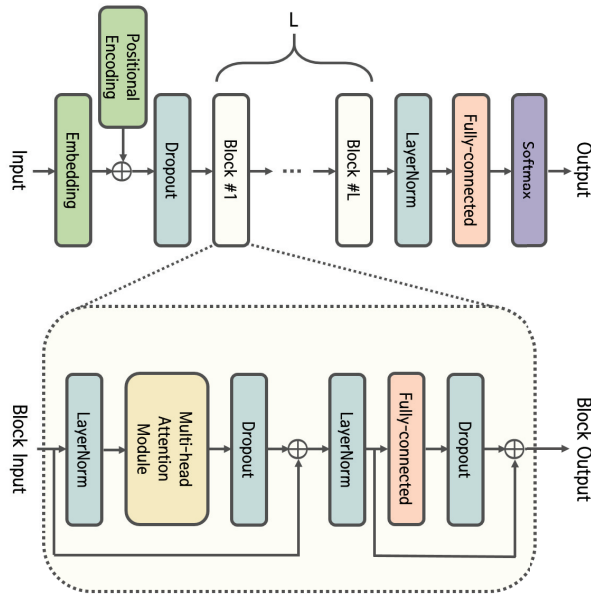 L
Input
Embedding
Positional
Encoding
Dropout
Block #1
...
Block #L
LayerNorm
Fully-connected
Softmax
Output
Block Input
LayerNorm
Multi-head
Attention
Module
Dropout
LayerNorm
Fully-connected
Dropout
Block Output